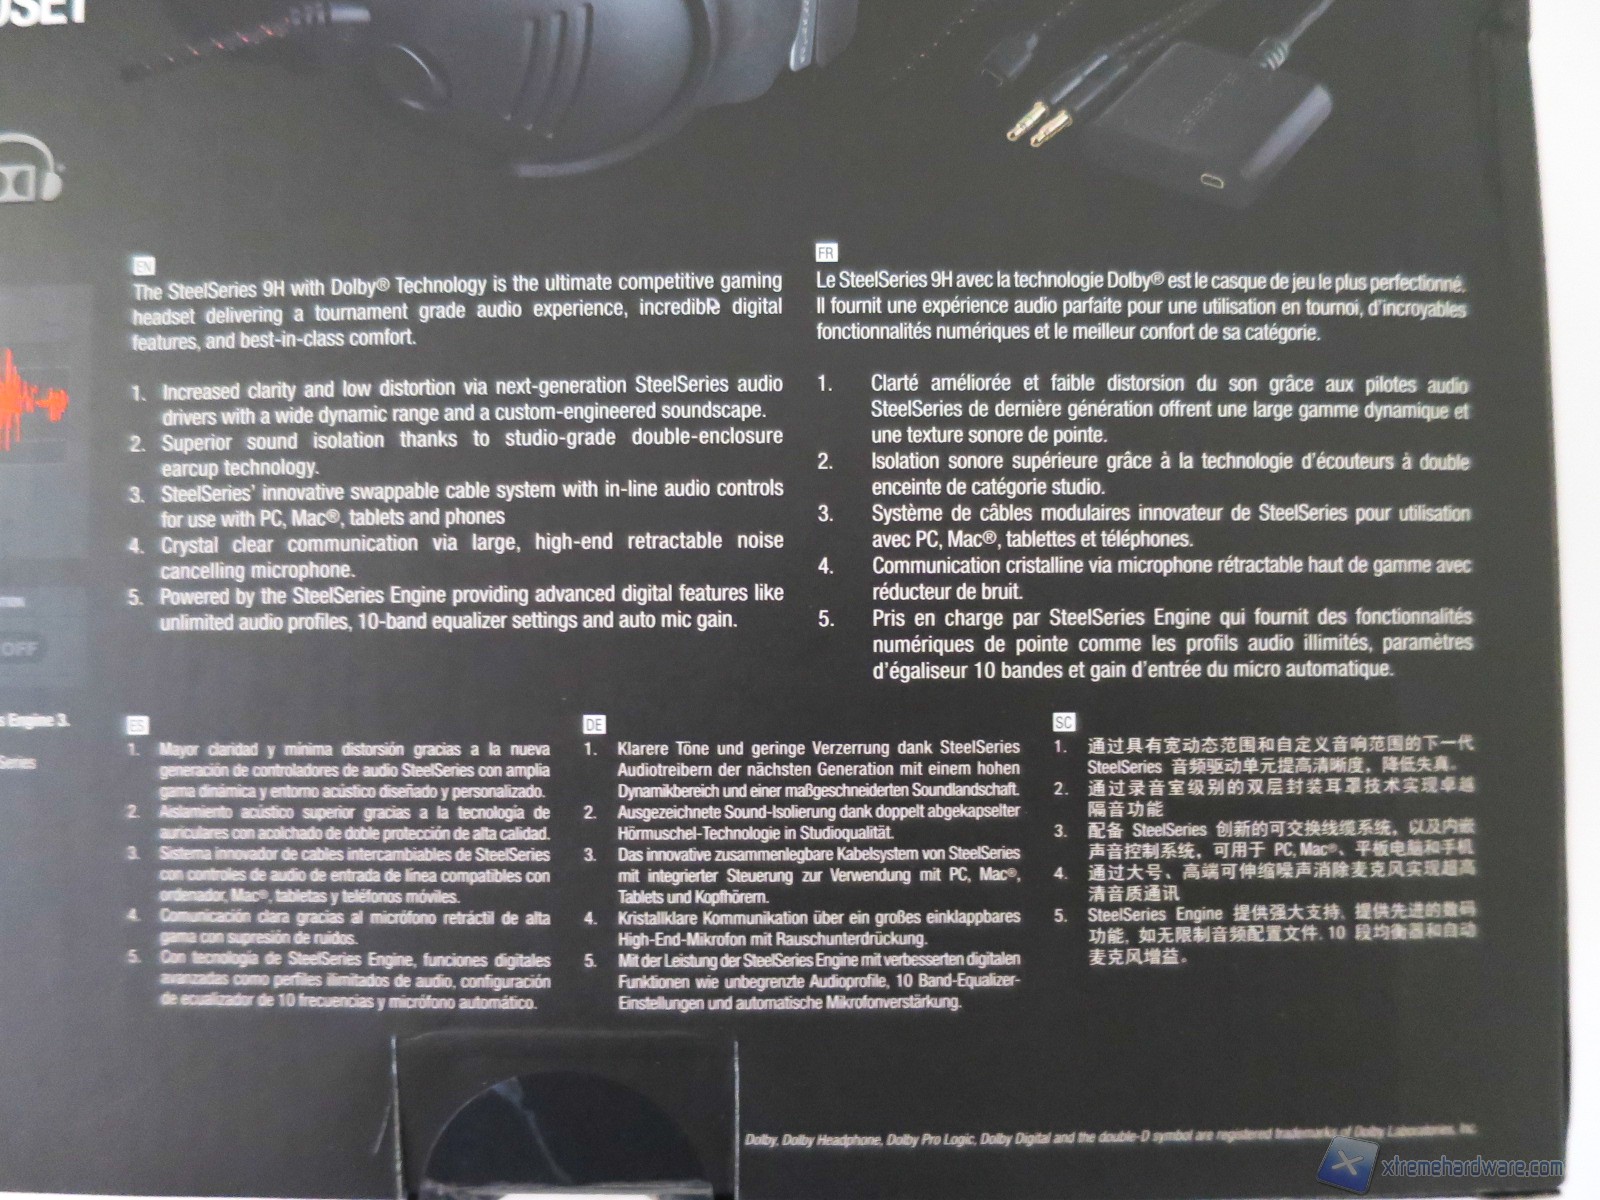 EN
The SteelSeries 9H with Dolby® Technology is the ultimate competitive gaming
headset delivering a tournament grade audio experience, incredible digital
features, and best-in-class comfort.
1. Increased clarity and low distortion via next-generation SteelSeries audio
drivers with a wide dynamic range and a custom-engineered soundscape.
2. Superior sound isolation thanks to studio-grade double-enclosure
earcup technology.
3. SteelSeries' innovative swappable cable system with in-line audio controls
for use with PC, Mac®, tablets and phones
4. Crystal clear communication via large, high-end retractable noise
cancelling microphone.
5. Powered by the SteelSeries Engine providing advanced digital features like
unlimited audio profiles, 10-band equalizer settings and auto mic gain.
FR
Le SteelSeries 9H avec la technologie Dolby® est le casque de jeu le plus perfectionné.
Il fournit une expérience audio parfaite pour une utilisation en tournoi, d'incroyables
fonctionnalités numériques et le meilleur confort de sa catégorie.
1. Clarté améliorée et faible distorsion du son grâce aux pilotes audio
SteelSeries de dernière génération offrent une large gamme dynamique et
une texture sonore de pointe.
2. Isolation sonore supérieure grâce à la technologie d'écouteurs à double
enceinte de catégorie studio.
3. Système de câbles modulaires innovateur de SteelSeries pour utilisation
avec PC, Mac®, tablettes et téléphones.
4. Communication cristalline via microphone rétractable haut de gamme avec
réducteur de bruit.
5. Pris en charge par SteelSeries Engine qui fournit des fonctionnalités
numériques de pointe comme les profils audio illimités, paramètres
d'égaliseur 10 bandes et gain d'entrée du micro automatique.
OFF
s Engine 3.
Series
ES
1. Mayor claridad y mínima distorsión gracias a la nueva
generación de controladores de audio SteelSeries con amplia
gama dinámica y entorno acústico diseñado y personalizado.
2. Aislamiento acústico superior gracias a la tecnología de
auriculares con acolchado de doble protección de alta calidad.
3. Sistema innovador de cables intercambiables de SteelSeries
con controles de audio de entrada de línea compatibles con
ordenador, Mac®, tabletas y teléfonos móviles.
4. Comunicación clara gracias al micrófono retráctil de alta
gama con supresión de ruidos.
5. Con tecnología de SteelSeries Engine, funciones digitales
avanzadas como perfiles ilimitados de audio, configuración
de ecualizador de 10 frecuencias y micrófono automático.
DE
1. Klarere Töne und geringe Verzerrung dank SteelSeries
Audiotreibern der nächsten Generation mit einem hohen
Dynamikbereich und einer maßgeschneiderten Soundlandschaft.
2. Ausgezeichnete Sound-Isolierung dank doppelt abgekapselter
Hörmuschel-Technologie in Studioqualität.
3. Das innovative zusammenlegbare Kabelsystem von SteelSeries
mit integrierter Steuerung zur Verwendung mit PC, Mac®,
Tablets und Kopfhörern.
4. Kristallklare Kommunikation über ein großes einklappbares
High-End-Mikrofon mit Rauschunterdrückung.
5. Mit der Leistung der SteelSeries Engine mit verbesserten digitalen
Funktionen wie unbegrenzte Audioprofile, 10 Band-Equalizer-
Einstellungen und automatische Mikrofonverstärkung.
SC
1. 通过具有宽动态范围和自定义音响范围的下一代
SteelSeries 音频驱动单元提高清晰度，降低失真。
2. 通过录音室级别的双层封装耳罩技术实现卓越
隔音功能
3. 配备 SteelSeries 创新的可交换线缆系统，以及内嵌
声音控制系统，可用于 PC, Mac®、平板电脑和手机
4. 通过大号、高端可伸缩噪声消除麦克风实现超高
清音质通讯
5. SteelSeries Engine 提供强大支持，提供先进的数码
功能，如无限制音频配置文件, 10 段均衡器和自动
麦克风增益。
Dolby, Dolby Headphone, Dolby Pro Logic, Dolby Digital and the double-D symbol are registered trademarks of Dolby Laboratories, Inc
xtremehardware.com